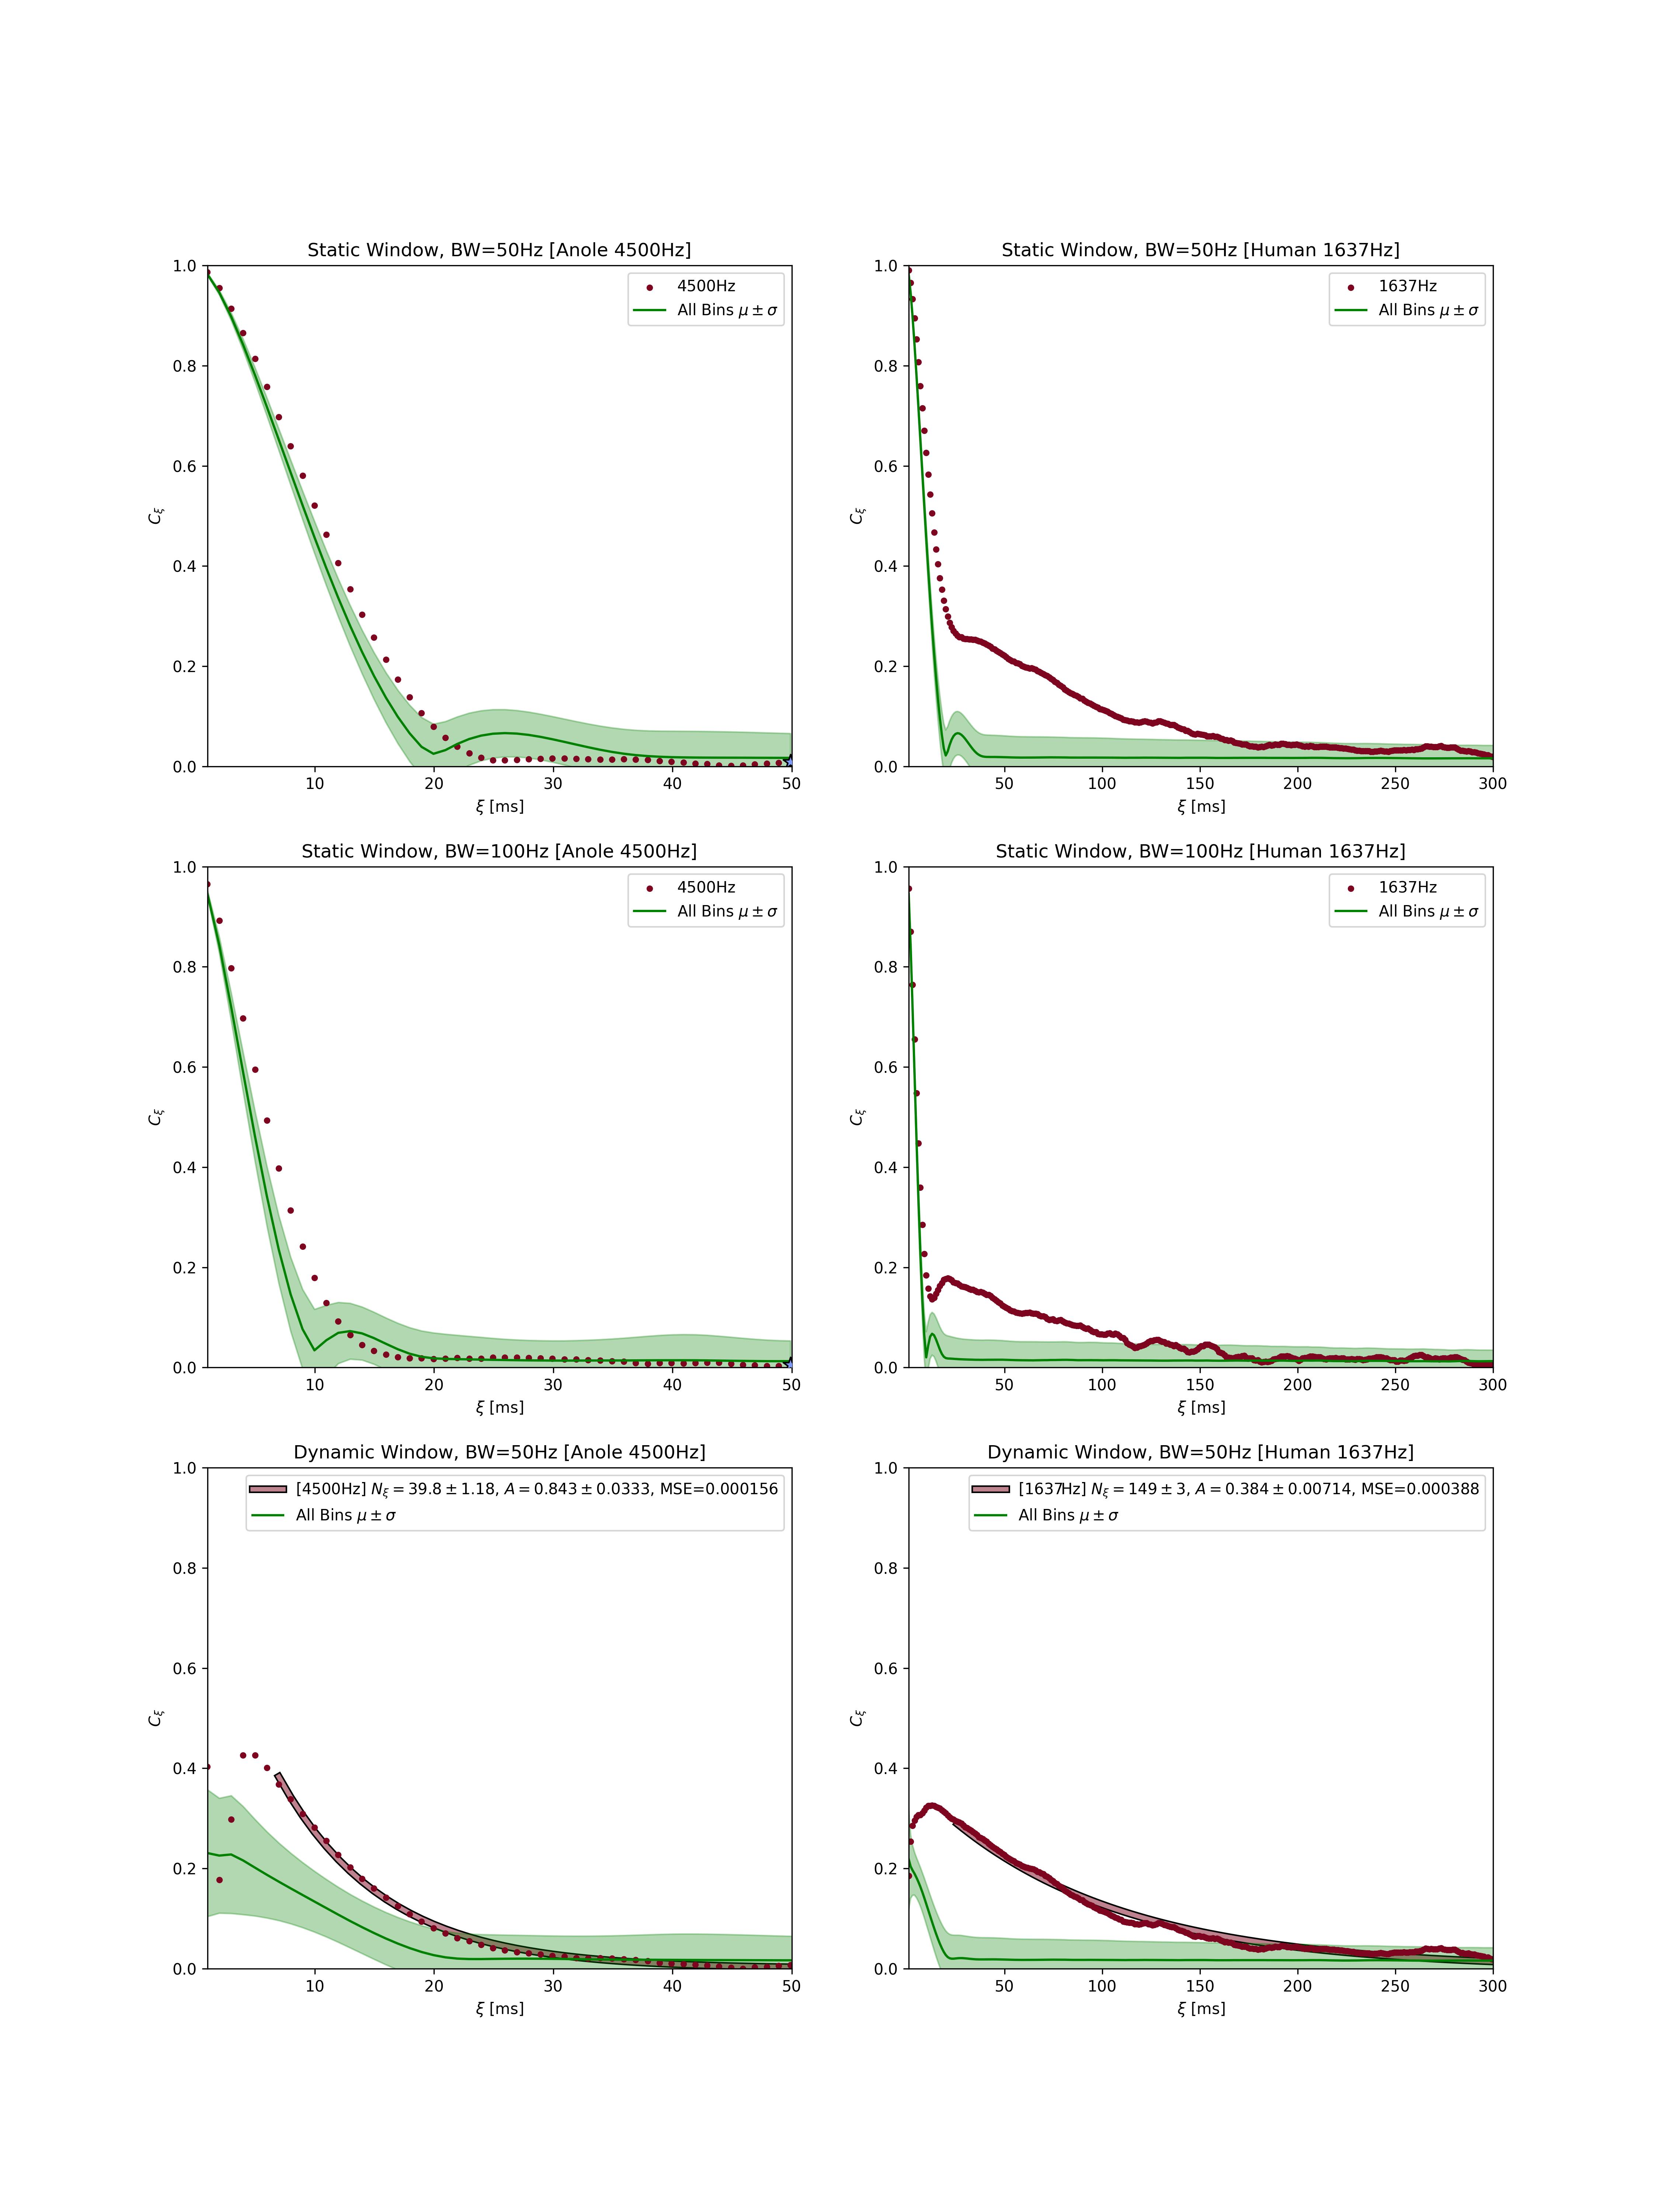 Static Window, BW=50Hz [Anole 4500Hz]
1.0
0.8
0.6
0.4
0.2
0.0
10
20
30
40
50
4500Hz
All Bins μ ± σ
C_ξ
ξ [ms]
Static Window, BW=50Hz [Human 1637Hz]
1.0
0.8
0.6
0.4
0.2
0.0
50
100
150
200
250
300
1637Hz
All Bins μ ± σ
C_ξ
ξ [ms]
Static Window, BW=100Hz [Anole 4500Hz]
1.0
0.8
0.6
0.4
0.2
0.0
10
20
30
40
50
4500Hz
All Bins μ ± σ
C_ξ
ξ [ms]
Static Window, BW=100Hz [Human 1637Hz]
1.0
0.8
0.6
0.4
0.2
0.0
50
100
150
200
250
300
1637Hz
All Bins μ ± σ
C_ξ
ξ [ms]
Dynamic Window, BW=50Hz [Anole 4500Hz]
1.0
0.8
0.6
0.4
0.2
0.0
10
20
30
40
50
[4500Hz] N_ξ = 39.8 ± 1.18, A = 0.843 ± 0.0333, MSE=0.000156
All Bins μ ± σ
C_ξ
ξ [ms]
Dynamic Window, BW=50Hz [Human 1637Hz]
1.0
0.8
0.6
0.4
0.2
0.0
50
100
150
200
250
300
[1637Hz] N_ξ = 149 ± 3, A = 0.384 ± 0.00714, MSE=0.000388
All Bins μ ± σ
C_ξ
ξ [ms]